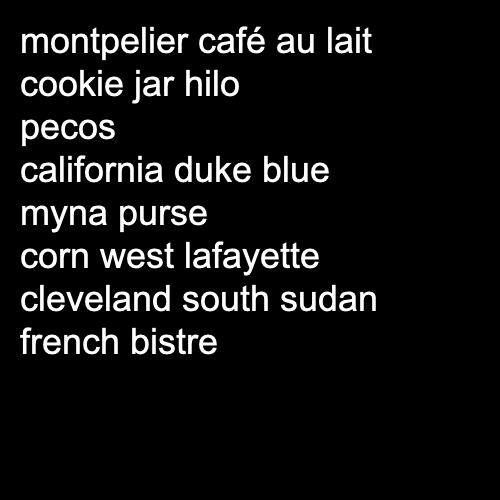 montpelier café au lait
cookie jar hilo
pecos
california duke blue
myna purse
corn west lafayette
cleveland south sudan
french bistre